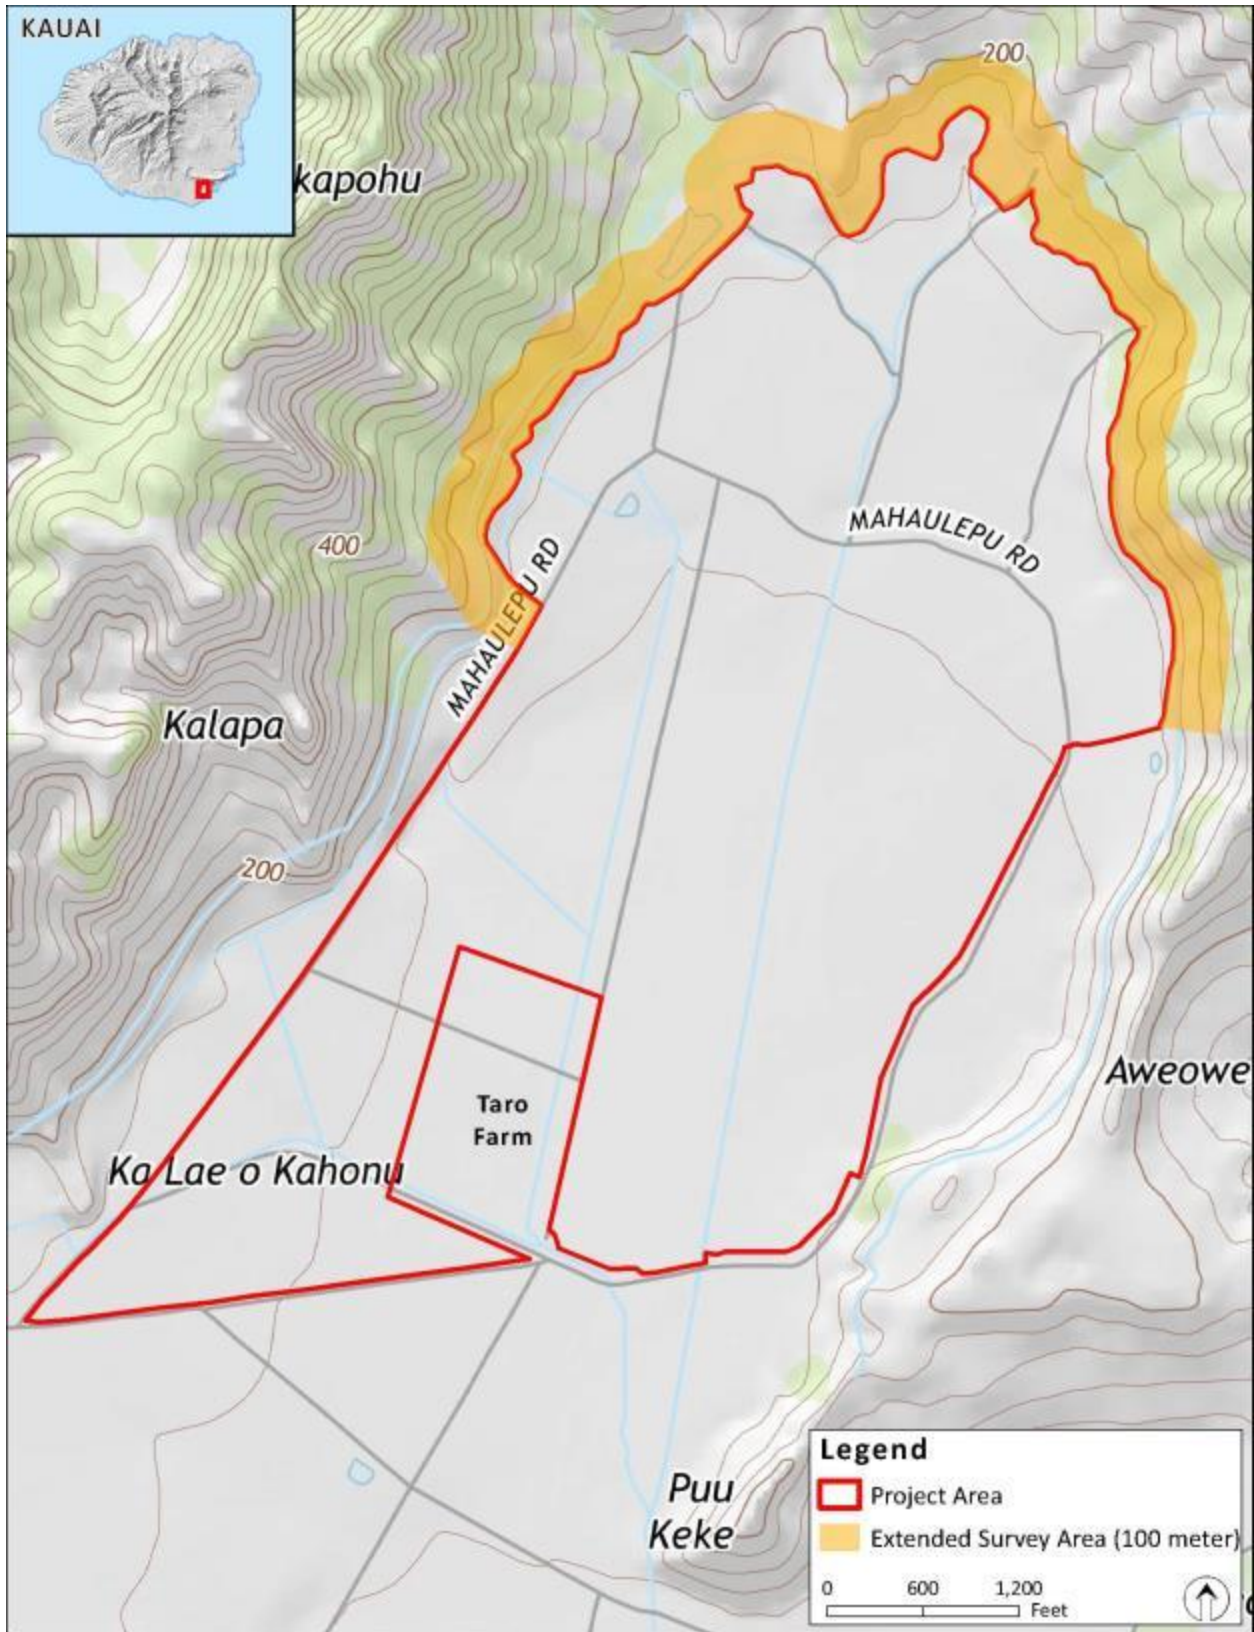 KAUAI
200
kapohu
400
MAHAULEPU RD
MAHAULEPU RD
Kalapa
200
Aweowe
Taro
Farm
Ka Lae o Kahonu
Puu
Keke
Legend
Project Area
Extended Survey Area (100 meter)
0 600 1,200
Feet